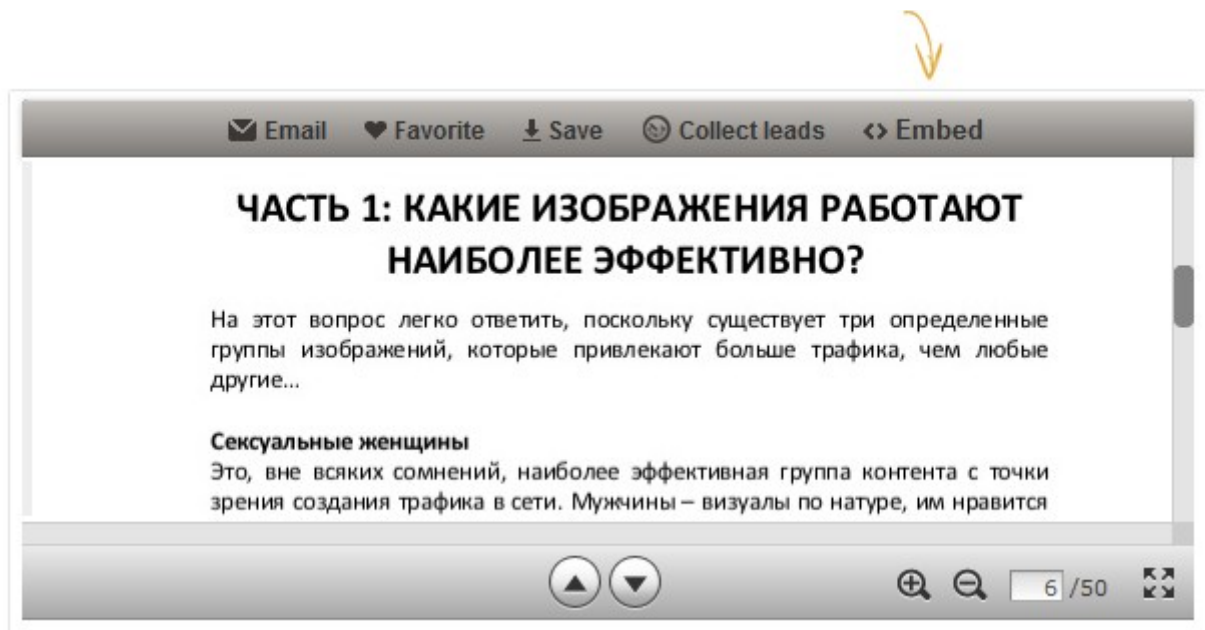 Email Favorite Save Collect leads <> Embed
ЧАСТЬ 1: КАКИЕ ИЗОБРАЖЕНИЯ РАБОТАЮТ
НАИБОЛЕЕ ЭФФЕКТИВНО?
На этот вопрос легко ответить, поскольку существует три определенные
группы изображений, которые привлекают больше трафика, чем любые
другие...
Сексуальные женщины
Это, вне всяких сомнений, наиболее эффективная группа контента с точки
зрения создания трафика в сети. Мужчины – визуалы по натуре, им нравится
6 /50